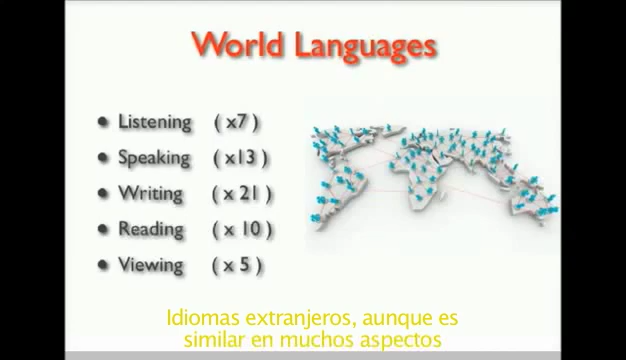 World Languages
• Listening ( x7 )
• Speaking ( x13 )
• Writing ( x 21 )
• Reading ( x 10 )
• Viewing ( x 5 )
Idiomas extranjeros, aunque es
similar en muchos aspectos